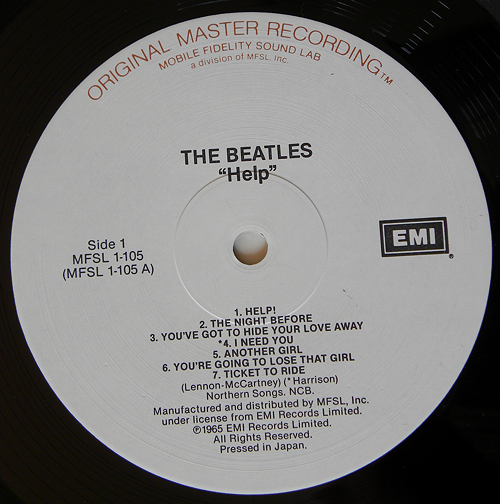 ORIGINAL MASTER RECORDING™
MOBILE FIDELITY SOUND LAB
a division of MFSL, Inc.
THE BEATLES
“Help”
Side 1
MFSL 1-105
(MFSL 1-105 A)
EMI®
1. HELP!
2. THE NIGHT BEFORE
3. YOU'VE GOT TO HIDE YOUR LOVE AWAY
*4. I NEED YOU
5. ANOTHER GIRL
6. YOU'RE GOING TO LOSE THAT GIRL
7. TICKET TO RIDE
(Lennon-McCartney) (*Harrison)
Northern Songs. NCB.
Manufactured and distributed by MFSL, Inc.
under license from EMI Records Limited.
℗1965 EMI Records Limited.
All Rights Reserved.
Pressed in Japan.